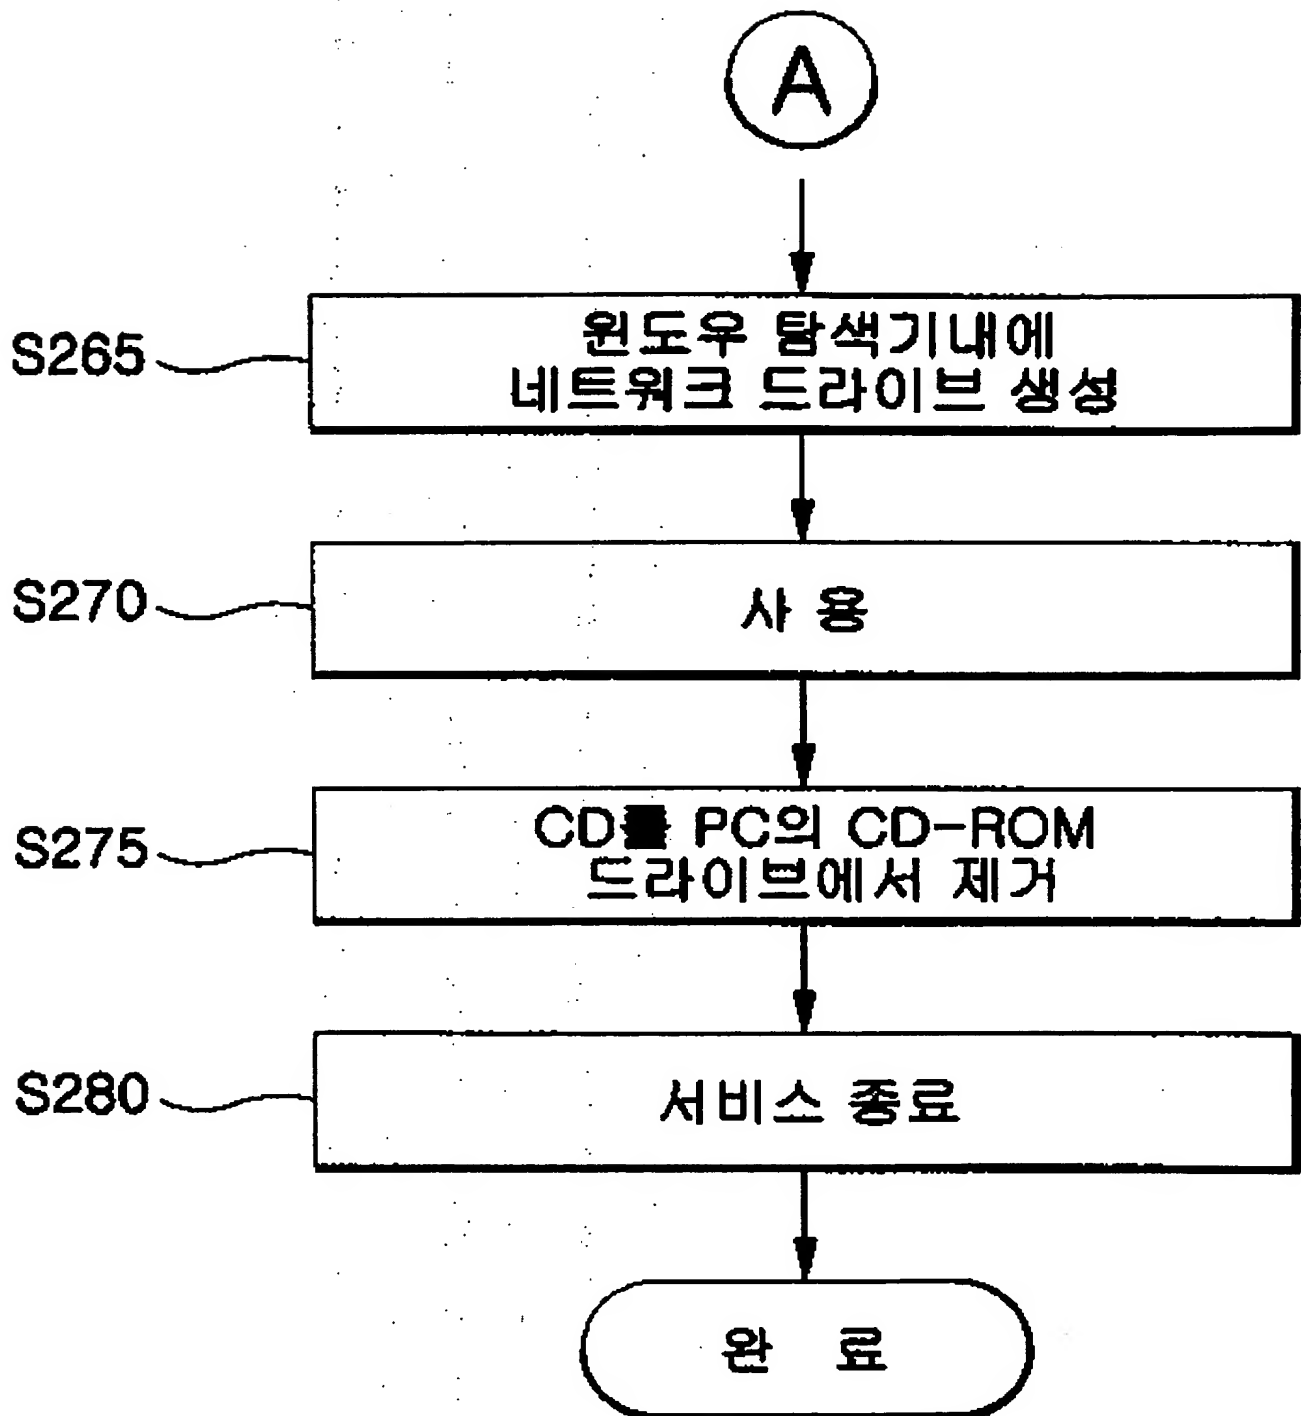 A
S265
윈도우 탐색기내에
네트워크 드라이브 생성
S270
사 용
S275
CD를 PC의 CD-ROM
드라이브에서 제거
S280
서비스 종료
완 료